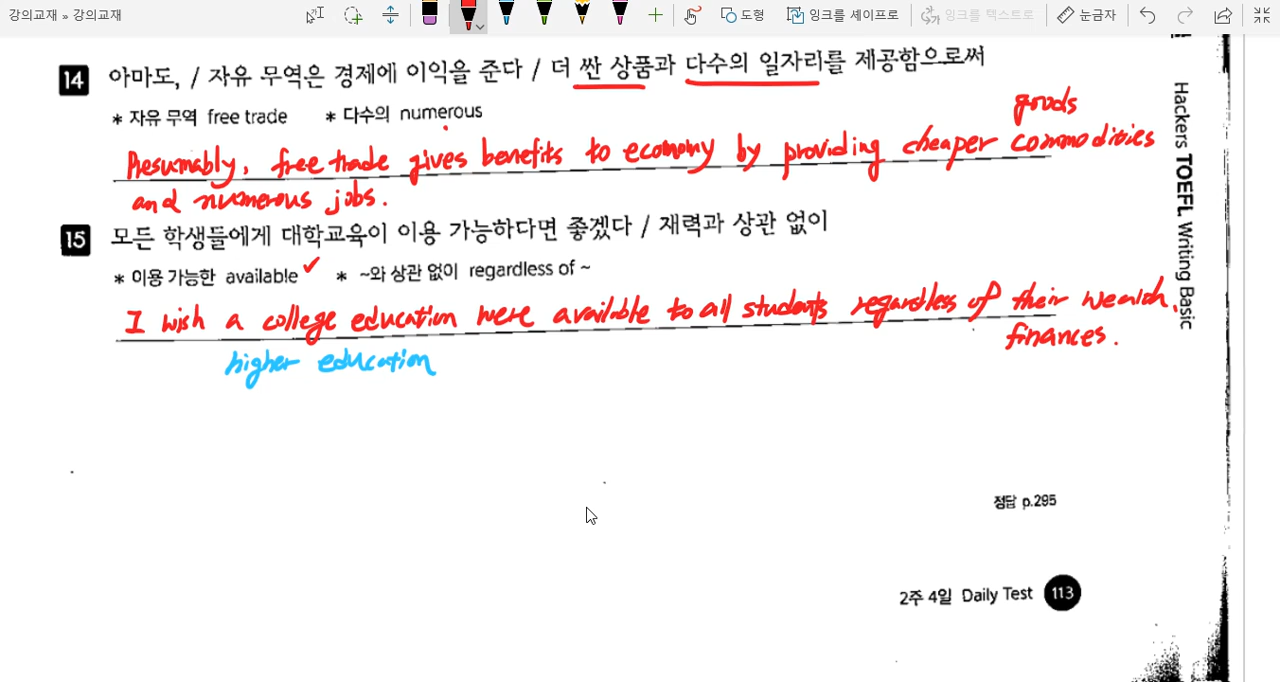 강의교재 » 강의교재
도형
잉크를 셰이프로
잉크를 텍스트로
눈금자
14 아마도, / 자유 무역은 경제에 이익을 준다 / 더 싼 상품과 다수의 일자리를 제공함으로써
* 자유 무역 free trade * 다수의 numerous
goods
Presumably, free trade gives benefits to economy by providing cheaper commodities
and numerous jobs.
15 모든 학생들에게 대학교육이 이용 가능하다면 좋겠다 / 재력과 상관 없이
* 이용 가능한 available ✓ * ~와 상관 없이 regardless of ~
I wish a college education were available to all students regardless of their wealth.
higher education
finances.
정답 p.295
2주 4일 Daily Test 113
Hackers TOEFL Writing Basic